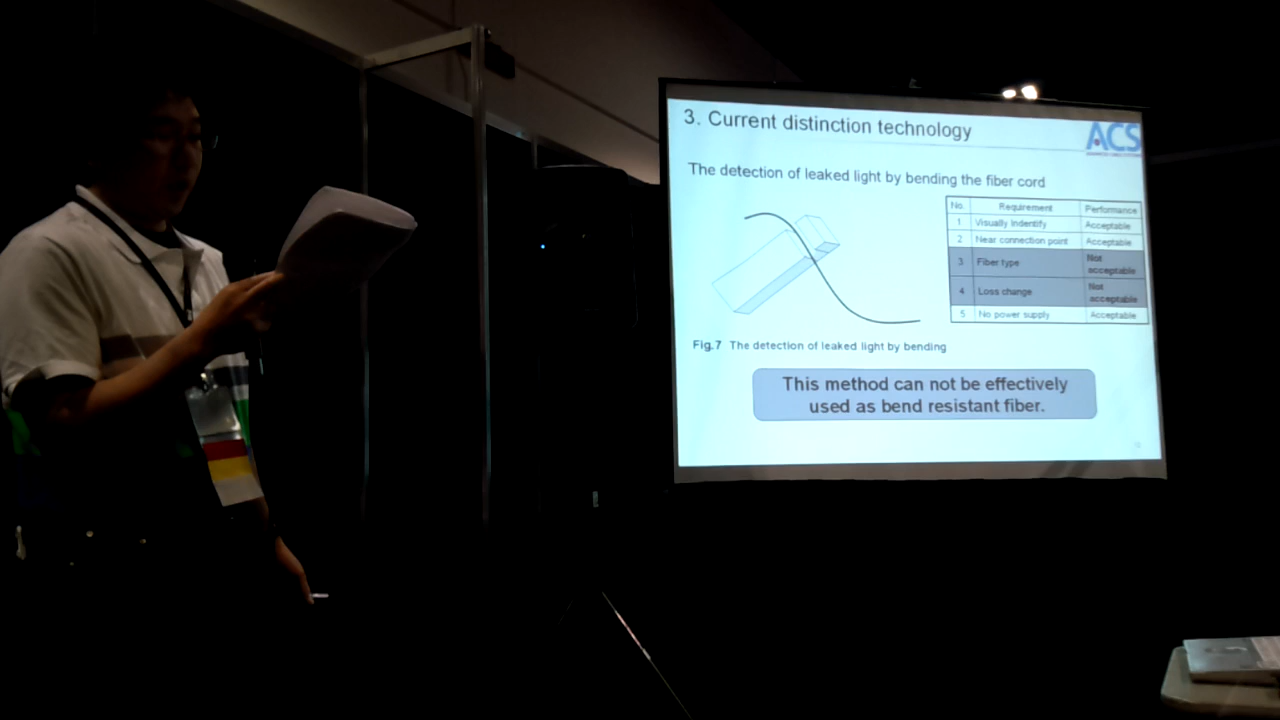 3. Current distinction technology
ACS
The detection of leaked light by bending the fiber cord
No. Requirement Performance
1 Visually Indentify Acceptable
2 Near connection point Acceptable
3 Fiber type Not acceptable
4 Loss change Not acceptable
5 No power supply Acceptable
Fig.7 The detection of leaked light by bending
This method can not be effectively
used as bend resistant fiber.